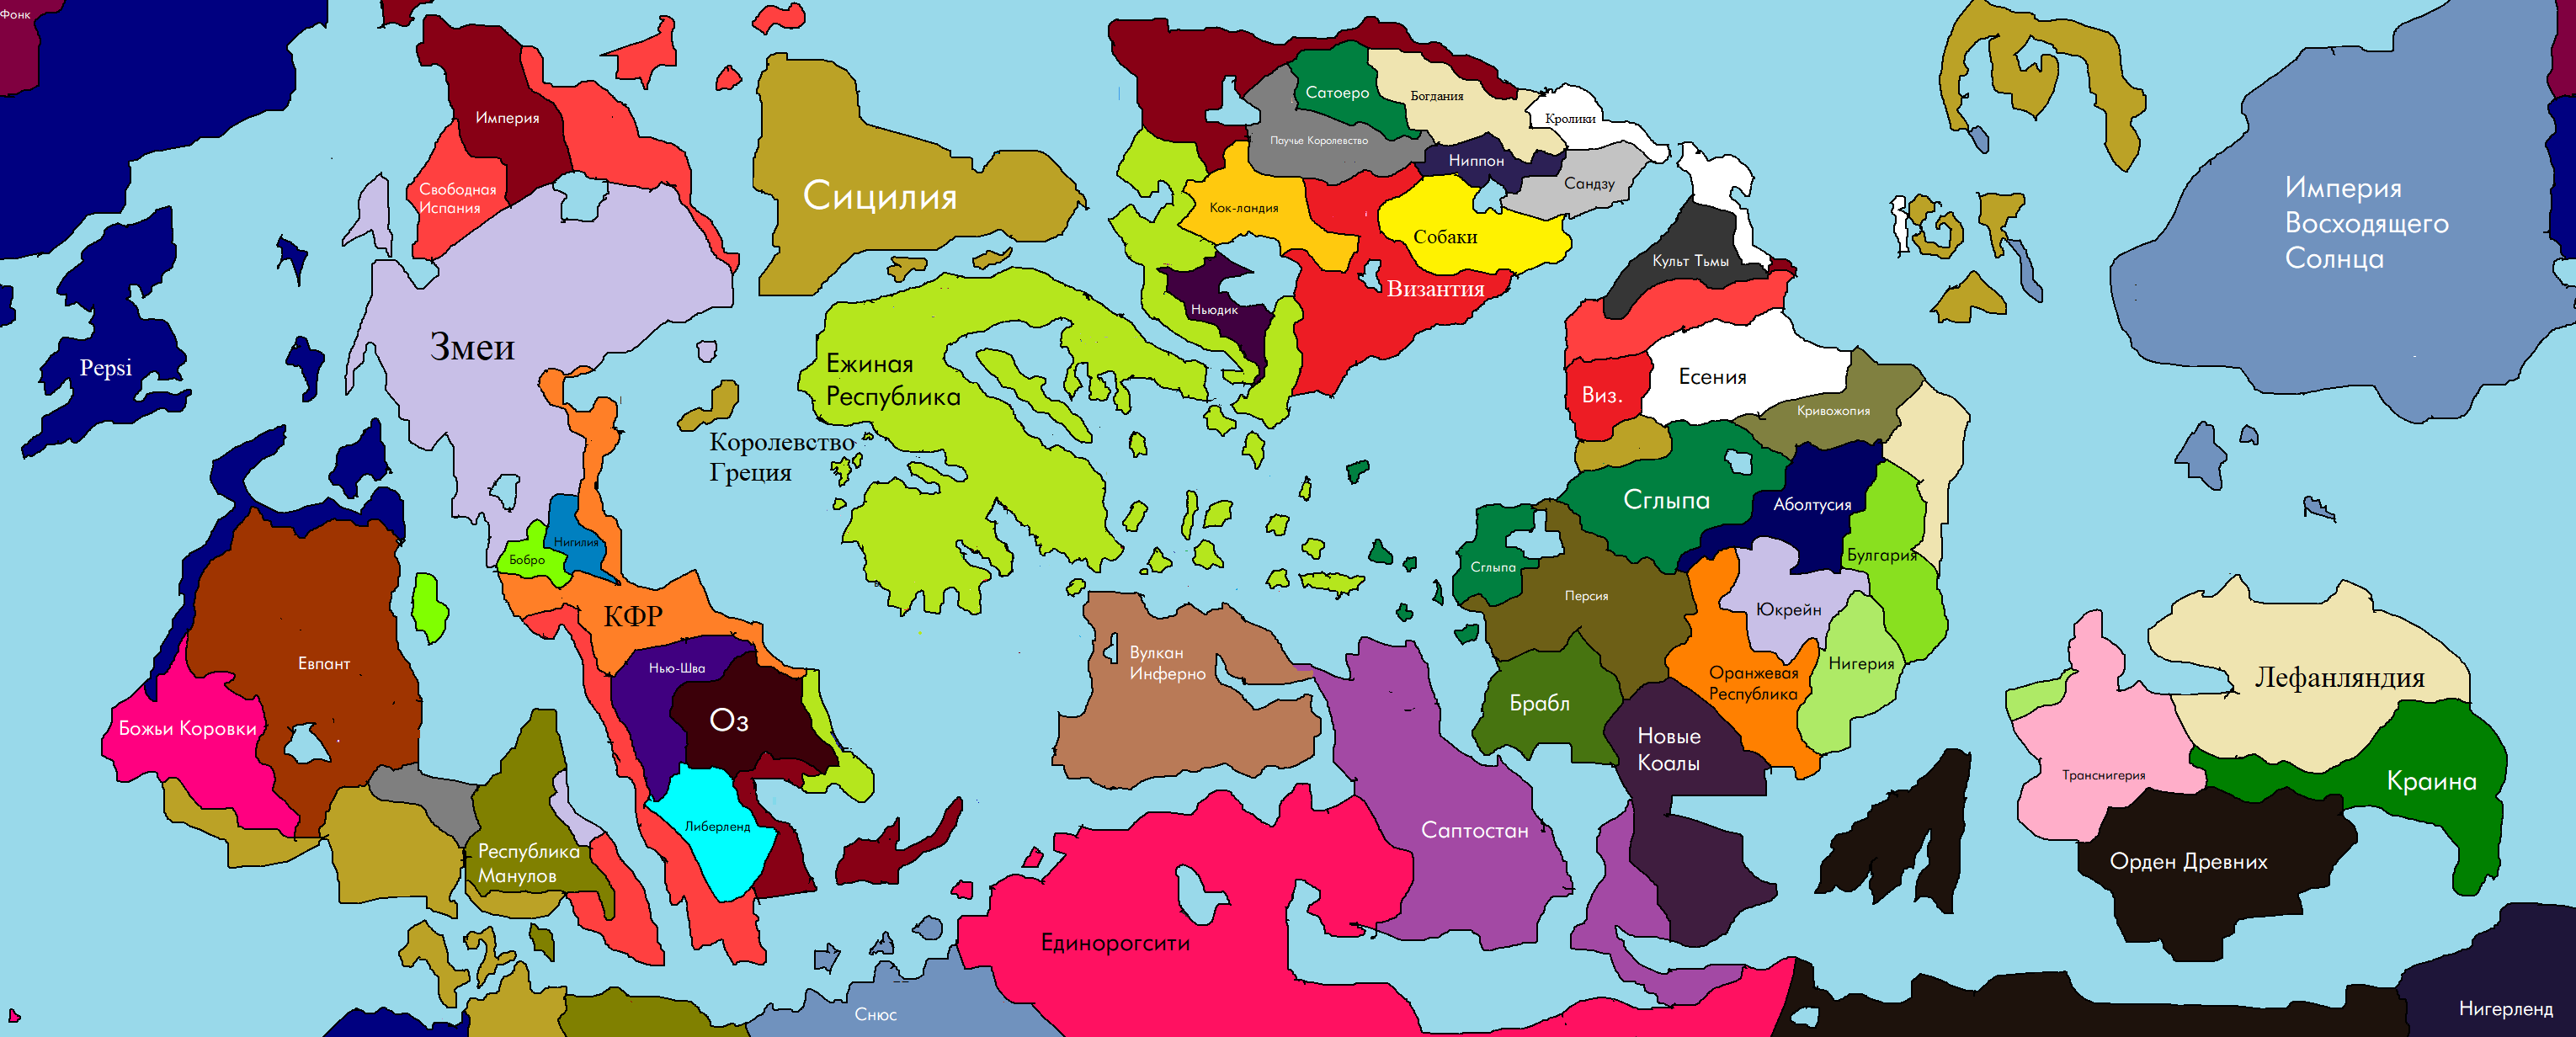 Фонк
Империя
Свободная
Испания
Сицилия
Сатоеро
Богдания
Кролики
Паучье Королевство
Ниппон
Сандзу
Кок-ландия
Собаки
Империя
Восходящего
Солнца
Культ Тьмы
Византия
Ньюдик
Pepsi
Змеи
Ежиная
Республика
Есения
Виз.
Кривожопия
Королевство
Греция
Сглыпа
Аболтусия
Нигилия
Бобро
Булгария
Сглыпа
Персия
Юкрейн
КФР
Евпант
Нью-Шва
Вулкан
Инферно
Нигерия
Оранжевая
Республика
Лефанляндия
Божьи Коровки
Оз
Брабл
Новые
Коалы
Транснигерия
Краина
Либерленд
Саптостан
Республика
Манулов
Орден Древних
Единорогсити
Снюс
Нигерленд